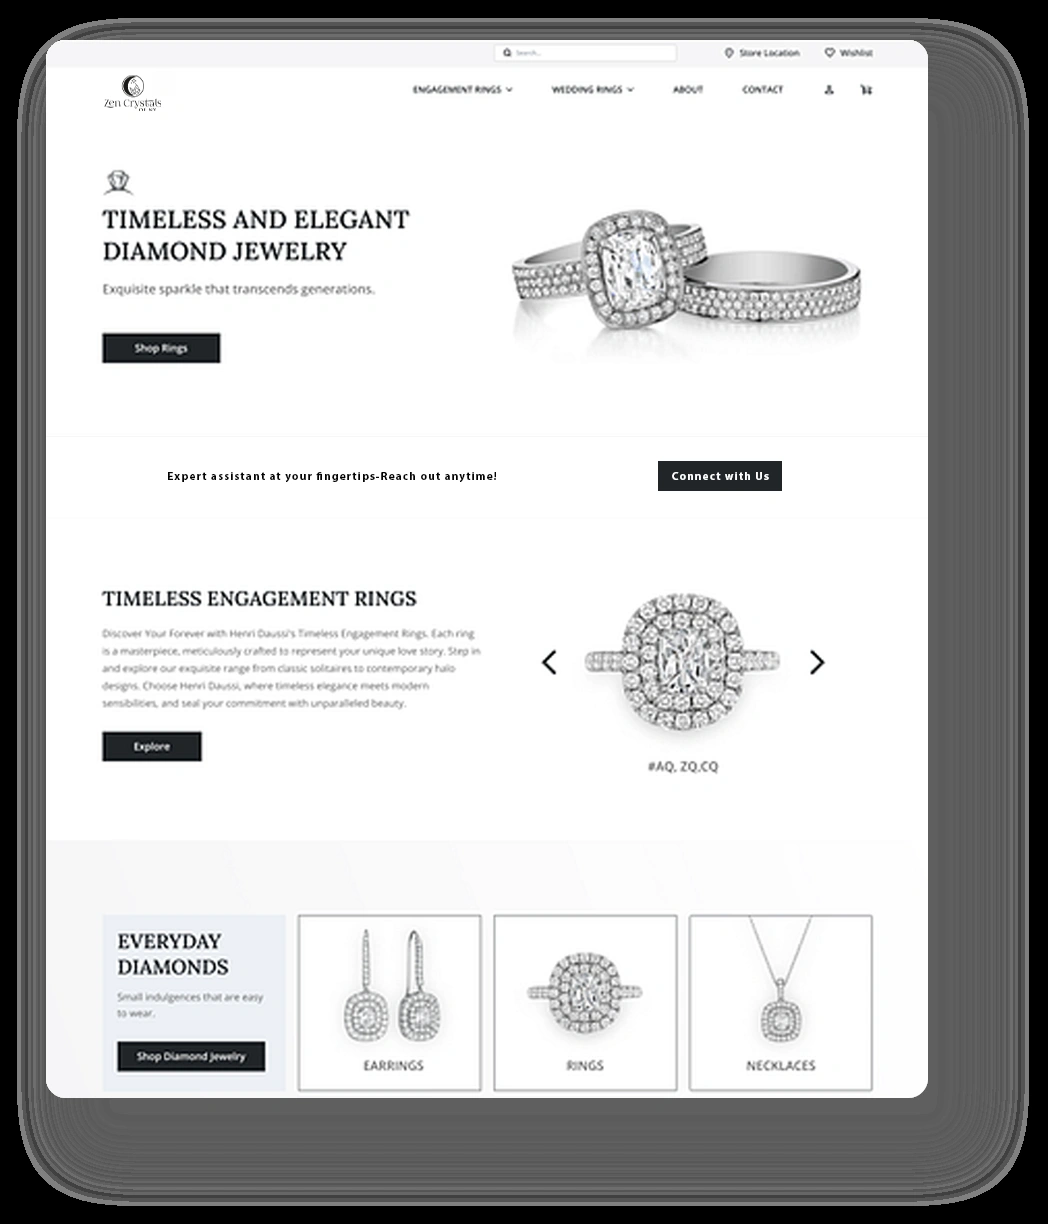 Search...
Store Location
Wishlist
Zen Crystals
OF NY
ENGAGEMENT RINGS
WEDDING RINGS
ABOUT
CONTACT
TIMELESS AND ELEGANT
DIAMOND JEWELRY
Exquisite sparkle that transcends generations.
Shop Rings
Expert assistant at your fingertips-Reach out anytime!
Connect with Us
TIMELESS ENGAGEMENT RINGS
Discover Your Forever with Henri Daussi's Timeless Engagement Rings. Each ring
is a masterpiece, meticulously crafted to represent your unique love story. Step in
and explore our exquisite range from classic solitaires to contemporary halo
designs. Choose Henri Daussi, where timeless elegance meets modern
sensibilities, and seal your commitment with unparalleled beauty.
Explore
#AQ, ZQ,CQ
EVERYDAY
DIAMONDS
Small indulgences that are easy
to wear.
Shop Diamond Jewelry
EARRINGS
RINGS
NECKLACES